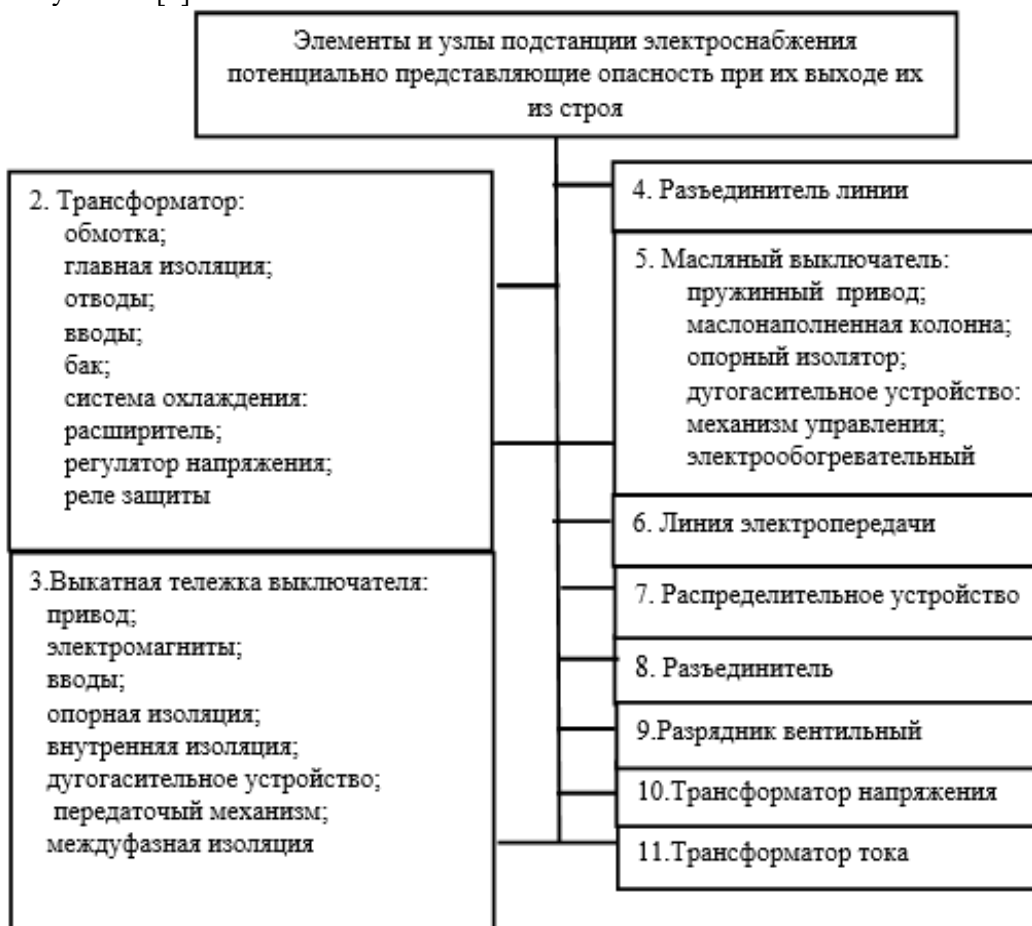 Элементы и узлы подстанции электроснабжения
потенциально представляющие опасность при их выходе их
из строя
2. Трансформатор:
обмотка;
главная изоляция;
отводы;
вводы;
бак;
система охлаждения:
расширитель;
регулятор напряжения;
реле защиты
3.Выкатная тележка выключателя:
привод;
электромагниты;
вводы;
опорная изоляция;
внутренняя изоляция;
дугогасительное устройство;
передаточый механизм;
междуфазная изоляция
4. Разъединитель линии
5. Масляный выключатель:
пружинный привод;
маслонаполненная колонна;
опорный изолятор;
дугогасительное устройство:
механизм управления;
электрообогревательный
6. Линия электропередачи
7. Распределительное устройство
8. Разъединитель
9.Разрядник вентильный
10.Трансформатор напряжения
11.Трансформатор тока